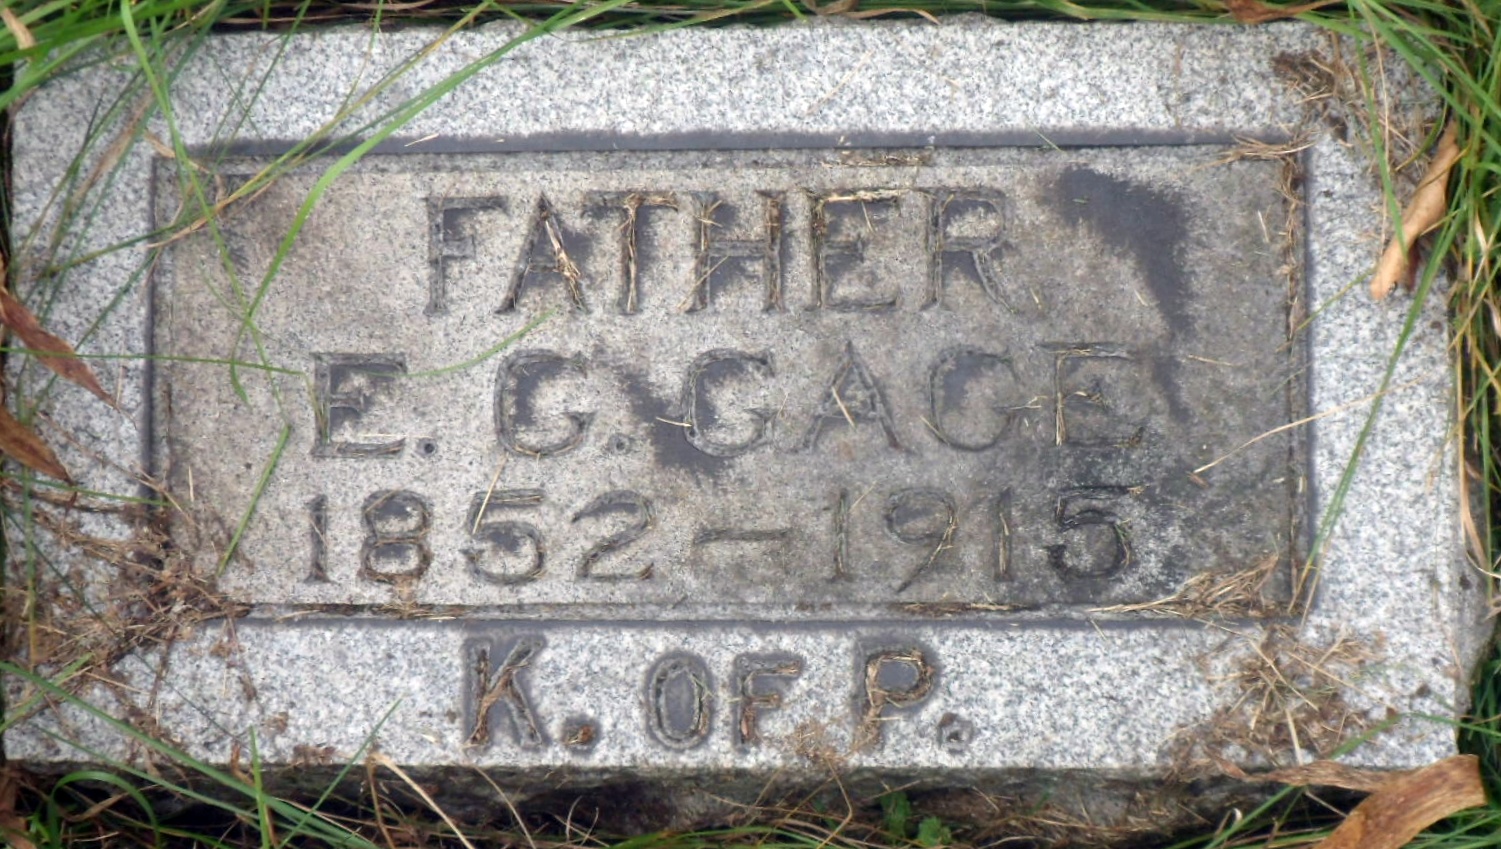 FATHER
E. G. GAGE
1852 – 1915
K. OF P.